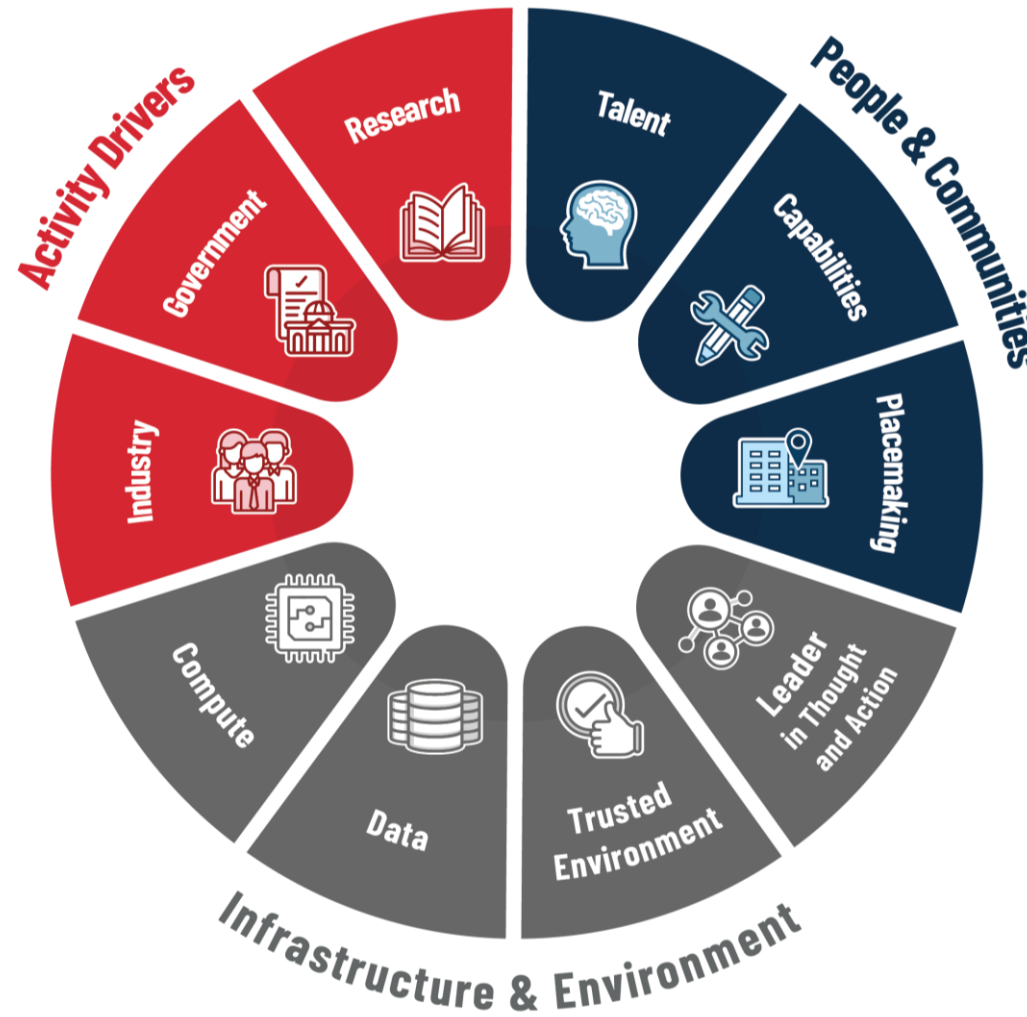 Activity Drivers
Research
Government
Industry
People & Communities
Talent
Capabilities
Placemaking
Infrastructure & Environment
Compute
Data
Trusted
Environment
Leader
in Thought
and Action